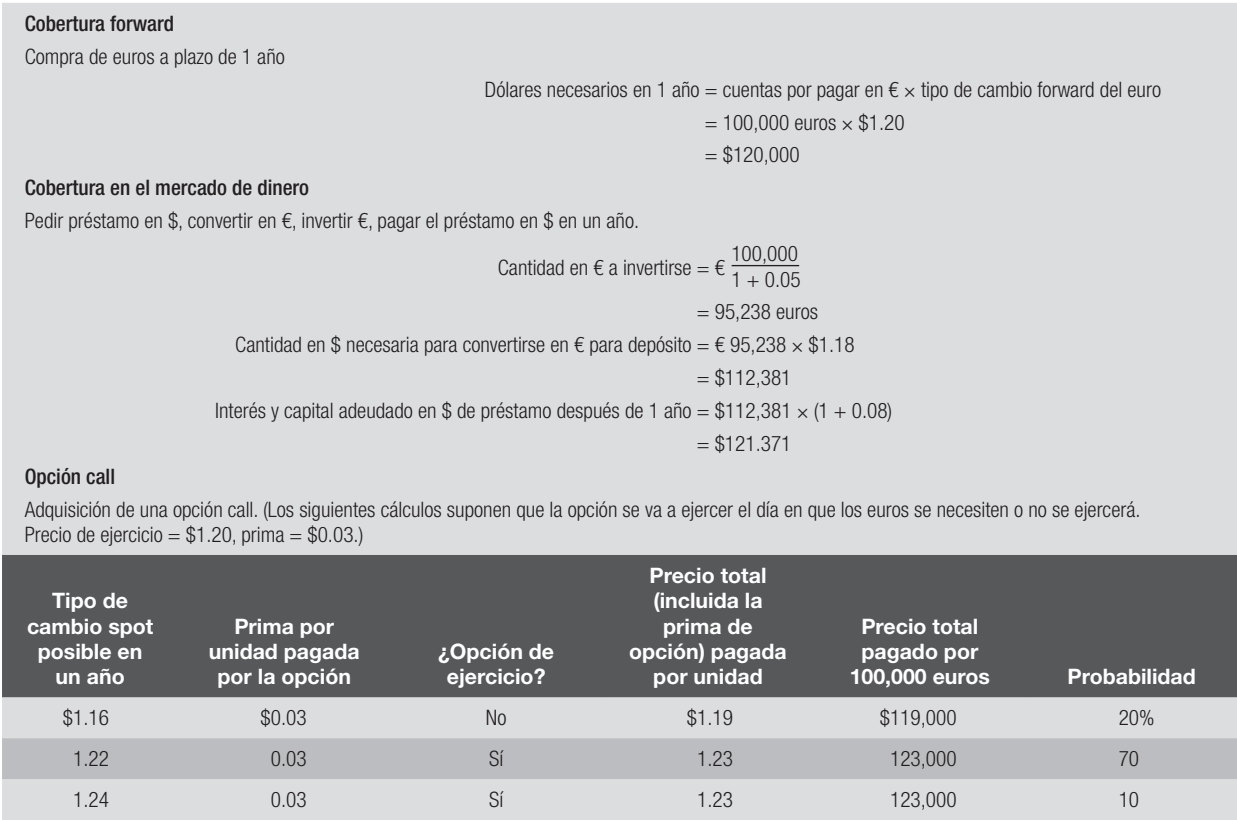 Cobertura forward
Compra de euros a plazo de 1 año
Dólares necesarios en 1 año = cuentas por pagar en € × tipo de cambio forward del euro
= 100,000 euros × $1.20
= $120,000
Cobertura en el mercado de dinero
Pedir préstamo en $, convertir en €, invertir €, pagar el préstamo en $ en un año.
Cantidad en € a invertirse = € 100,000 / 1 + 0.05
= 95,238 euros
Cantidad en $ necesaria para convertirse en € para depósito = € 95,238 × $1.18
= $112,381
Interés y capital adeudado en $ de préstamo después de 1 año = $112,381 × (1 + 0.08)
= $121.371
Opción call
Adquisición de una opción call. (Los siguientes cálculos suponen que la opción se va a ejercer el día en que los euros se necesiten o no se ejercerá.
Precio de ejercicio = $1.20, prima = $0.03.)
Tipo de cambio spot posible en un año | Prima por unidad pagada por la opción | ¿Opción de ejercicio? | Precio total (incluida la prima de opción) pagada por unidad | Precio total pagado por 100,000 euros | Probabilidad
$1.16 $0.03 No $1.19 $119,000 20%
1.22 0.03 Sí 1.23 123,000 70
1.24 0.03 Sí 1.23 123,000 10